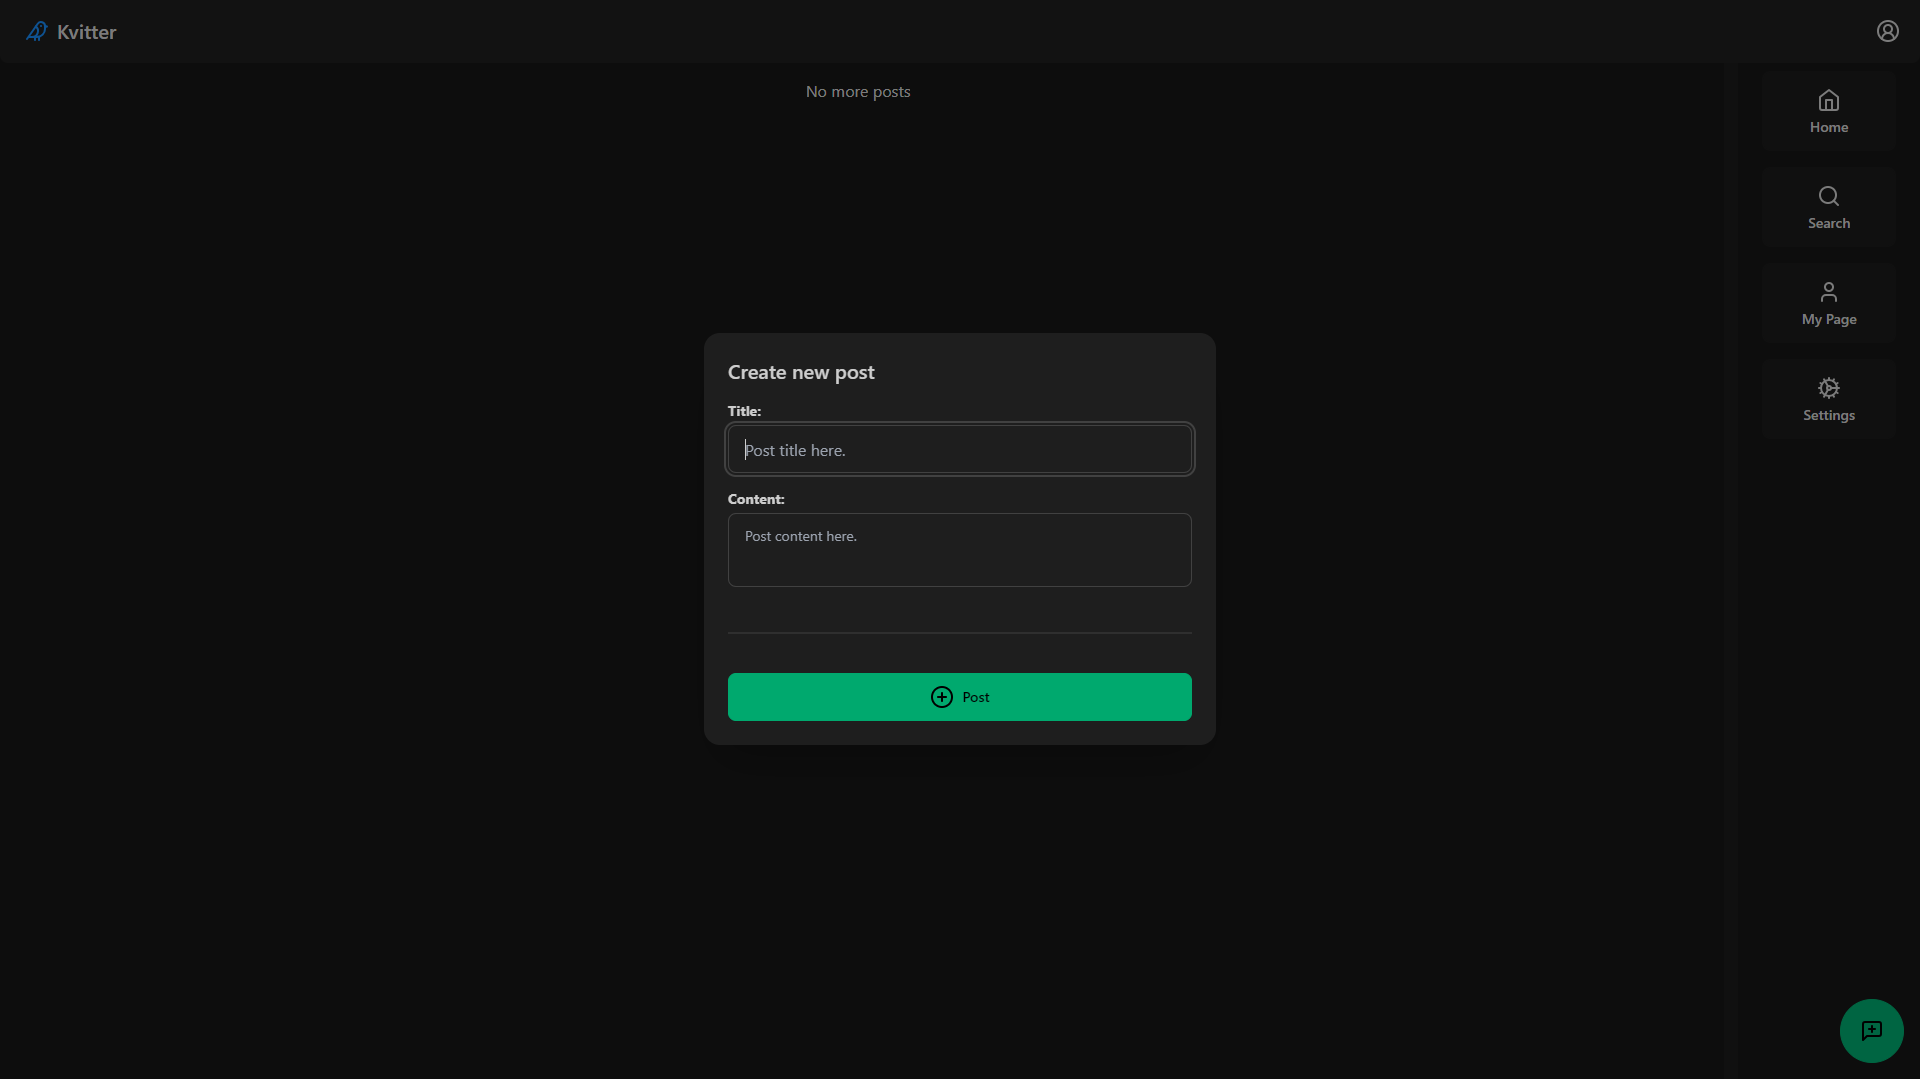 Kvitter
No more posts
Home
Search
My Page
Settings
Create new post
Title:
Post title here.
Content:
Post content here.
Post